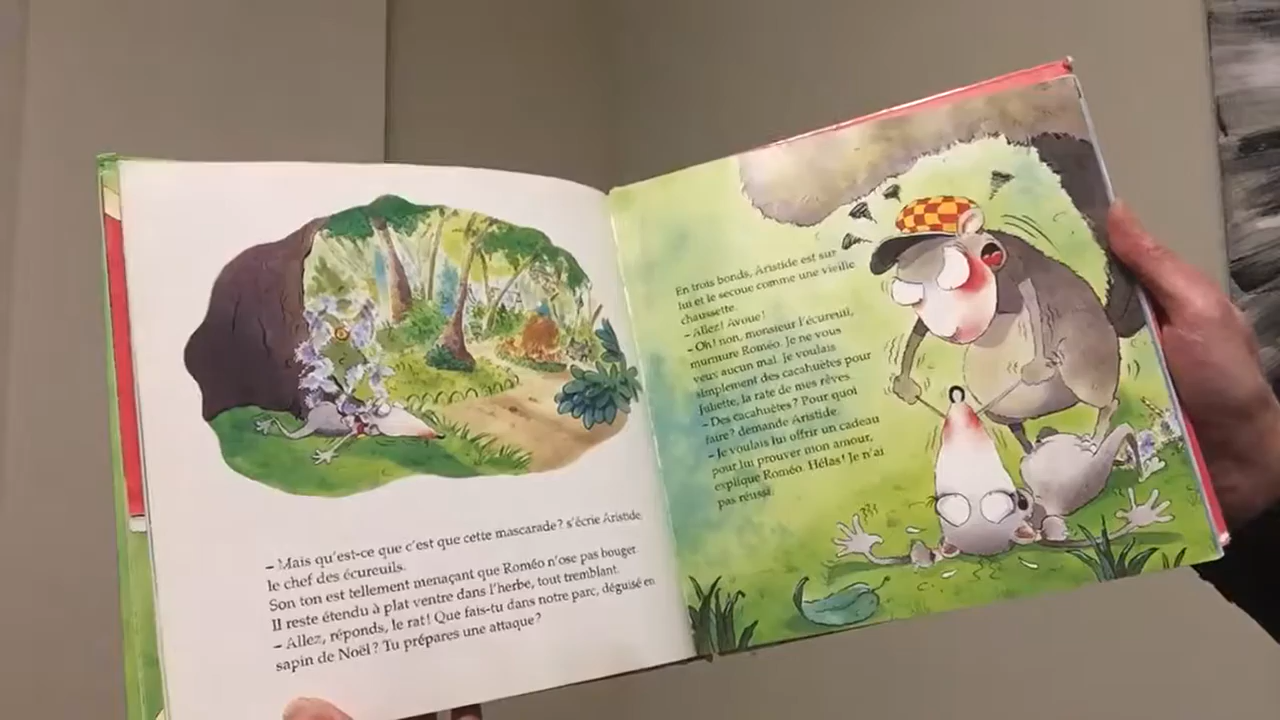 – Mais qu'est-ce que c'est que cette mascarade? s'écrie Aristide,
le chef des écureuils.
Son ton est tellement menaçant que Roméo n'ose pas bouger.
Il reste étendu à plat ventre dans l'herbe, tout tremblant.
– Allez, réponds, le rat! Que fais-tu dans notre parc, déguisé en
sapin de Noël? Tu prépares une attaque?
En trois bonds, Aristide est sur
lui et le secoue comme une vieille
chaussette.
– Allez! Avoue!
– Oh! non, monsieur l'écureuil,
murmure Roméo. Je ne vous
veux aucun mal. Je voulais
simplement des cacahuètes pour
Juliette, la rate de mes rêves.
– Des cacahuètes? Pour quoi
faire? demande Aristide.
– Je voulais lui offrir un cadeau
pour lui prouver mon amour,
explique Roméo. Hélas! Je n'ai
pas réussi.